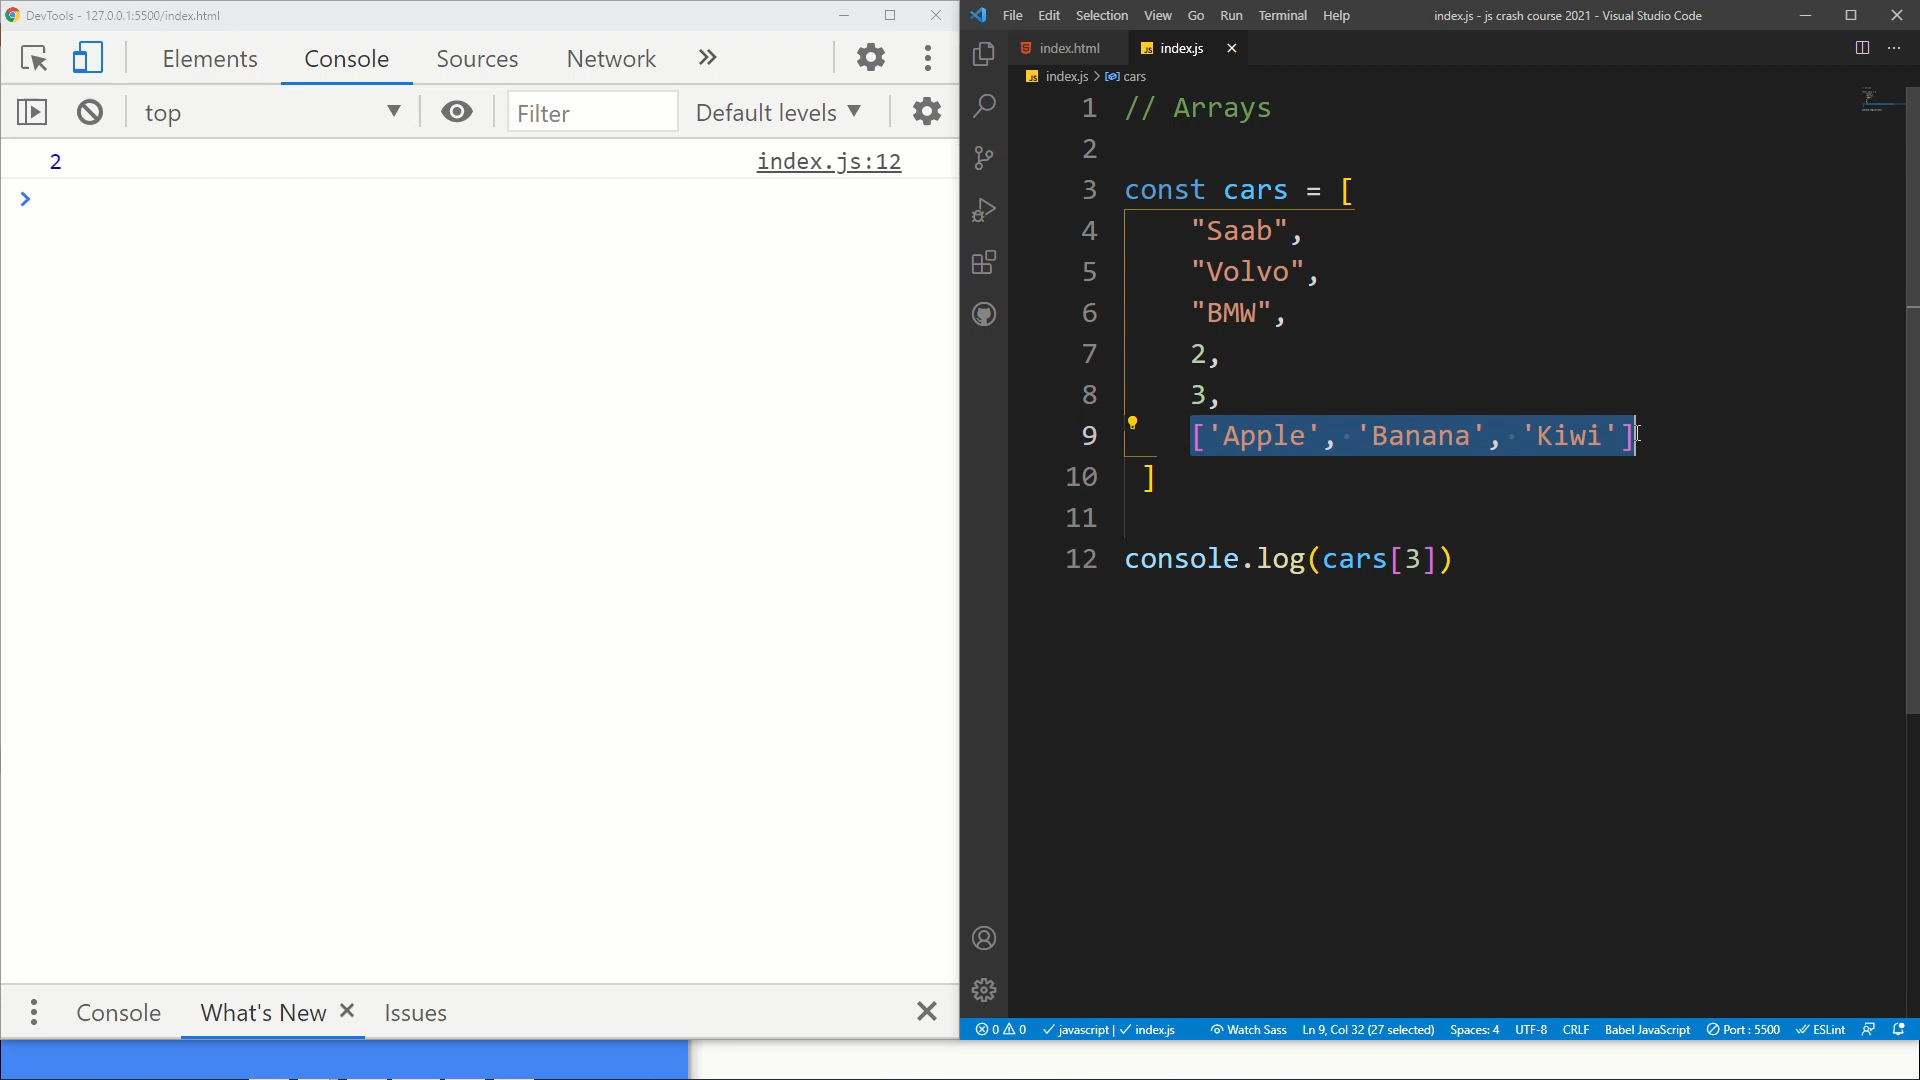 DevTools - 127.0.0.1:5500/index.html
Elements Console Sources Network
top Filter Default levels
2 index.js:12
Console What's New Issues
File Edit Selection View Go Run Terminal Help index.js - js crash course 2021 - Visual Studio Code
index.html index.js
index.js > cars
1 // Arrays
2
3 const cars = [
4 "Saab",
5 "Volvo",
6 "BMW",
7 2,
8 3,
9 ['Apple', 'Banana', 'Kiwi']
10 ]
11
12 console.log(cars[3])
0 0 javascript | index.js Watch Sass Ln 9, Col 32 (27 selected) Spaces: 4 UTF-8 CRLF Babel JavaScript Port : 5500 ESLint